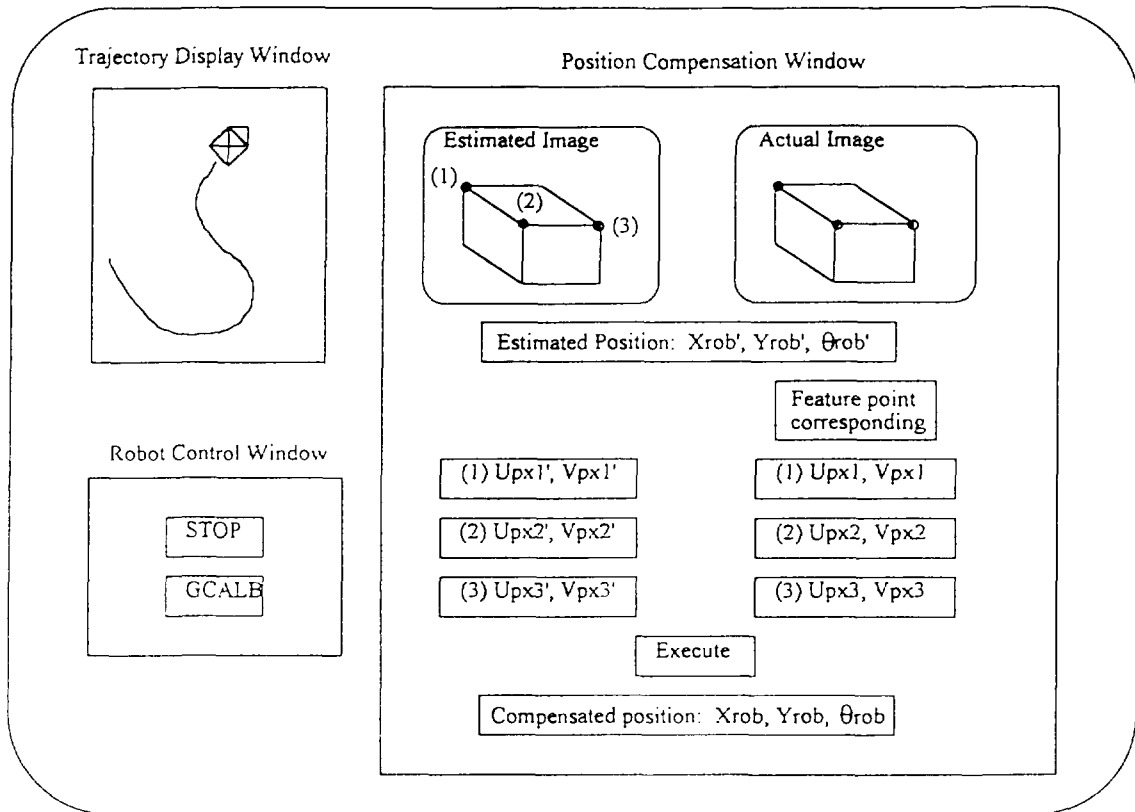 Trajectory Display Window
Position Compensation Window
Estimated Image
(1)
(2)
(3)
Actual Image
Estimated Position: Xrob', Yrob', θrob'
Feature point
corresponding
Robot Control Window
STOP
GCALB
(1) Upx1', Vpx1'
(1) Upx1, Vpx1
(2) Upx2', Vpx2'
(2) Upx2, Vpx2
(3) Upx3', Vpx3'
(3) Upx3, Vpx3
Execute
Compensated position: Xrob, Yrob, θrob